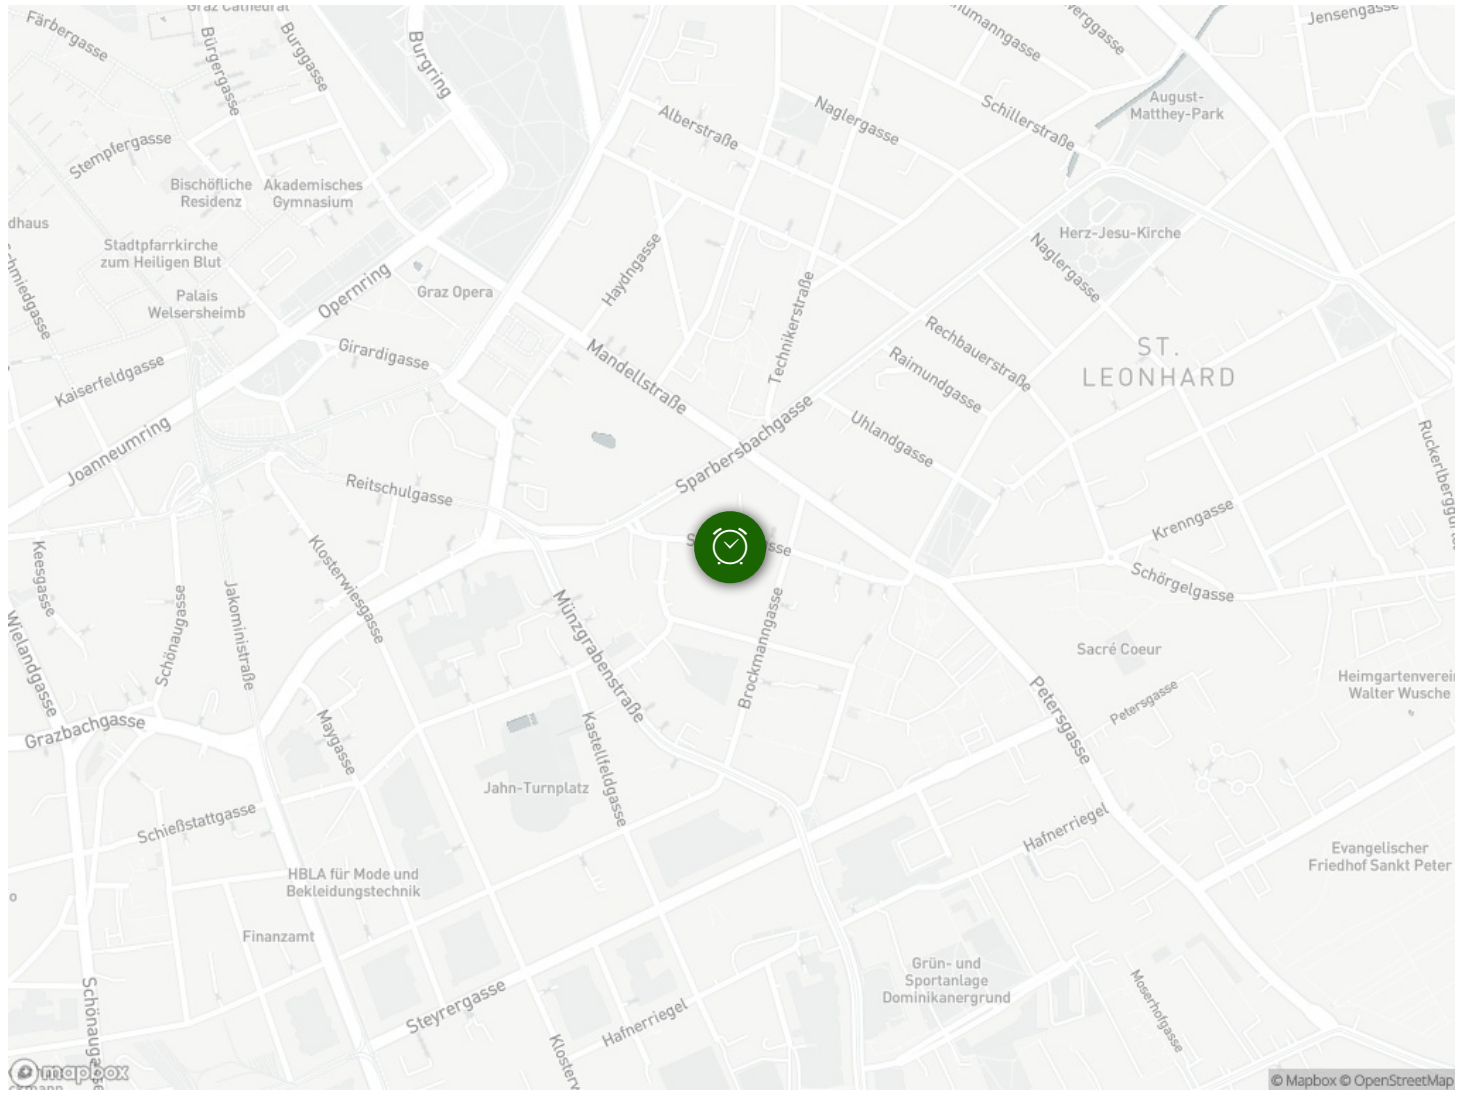 Graz Cathedral
Färbergasse
Bürgergasse
Burggasse
Burgring
Jensengasse
Alberstraße
Naglergasse
Schillerstraße
August-
Matthey-Park
Stempfergasse
Bischöfliche
Residenz
Akademisches
Gymnasium
Herz-Jesu-Kirche
Naglergasse
Stadtpfarrkirche
zum Heiligen Blut
Haydngasse
Palais
Welsersheimb
Opernring
Graz Opera
Technikerstraße
Girardigasse
Mandellstraße
Rechbauerstraße
Raimundgasse
ST.
LEONHARD
Kaiserfeldgasse
Joanneumring
Sparbersbachgasse
Uhlandgasse
Reitschulgasse
Krenngasse
Schörgelgasse
Keesgasse
Klosterwiesgasse
Jakoministraße
Schönaugasse
Wielandgasse
Münzgrabenstraße
Brockmanngasse
Sacré Coeur
Petersgasse
Petersgasse
Walter Wusche
Grazbachgasse
Maygasse
Kastellfeldgasse
Jahn-Turnplatz
Schießstattgasse
Hafnerriegel
Evangelischer
Friedhof Sankt Peter
HBLA für Mode und
Bekleidungstechnik
Finanzamt
Grün- und
Sportanlage
Dominikanergrund
Moserhofgasse
Steyrergasse
Hafnerriegel
Schönaugasse
mapbox
© Mapbox © OpenStreetMap